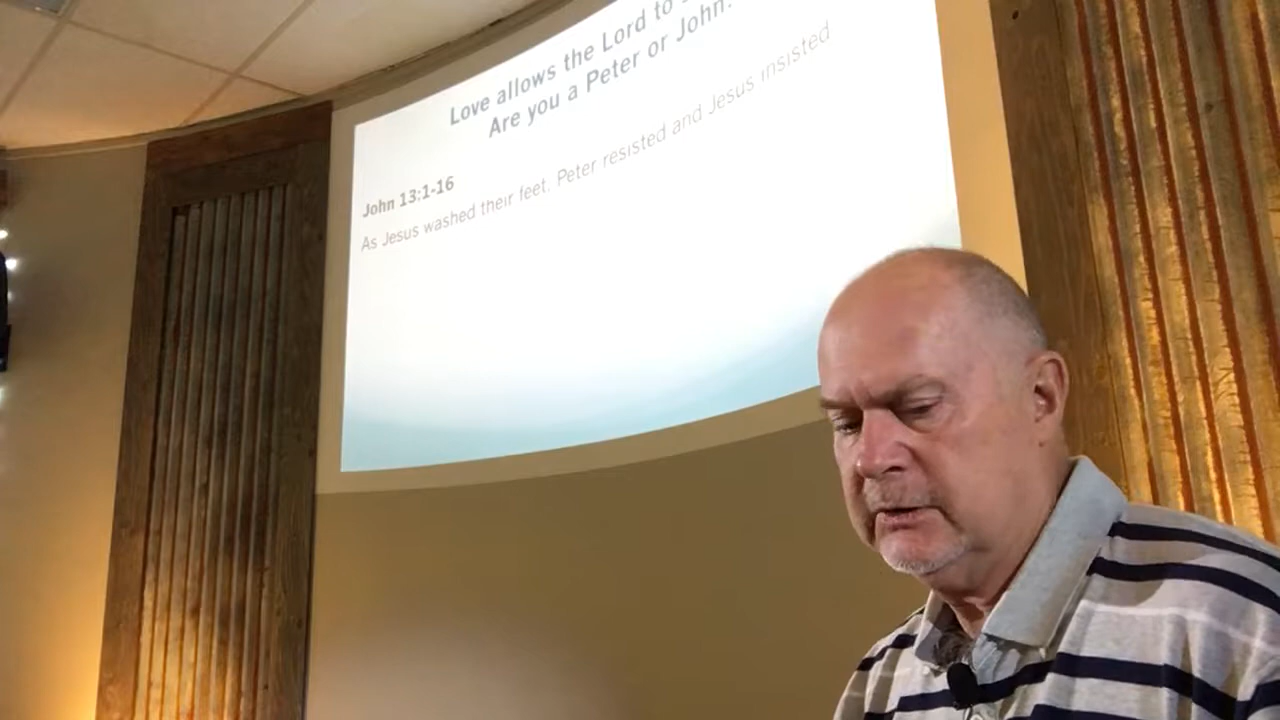 Love allows the Lord to
Are you a Peter or John.
John 13:1-16
As Jesus washed their feet. Peter resisted and Jesus insisted